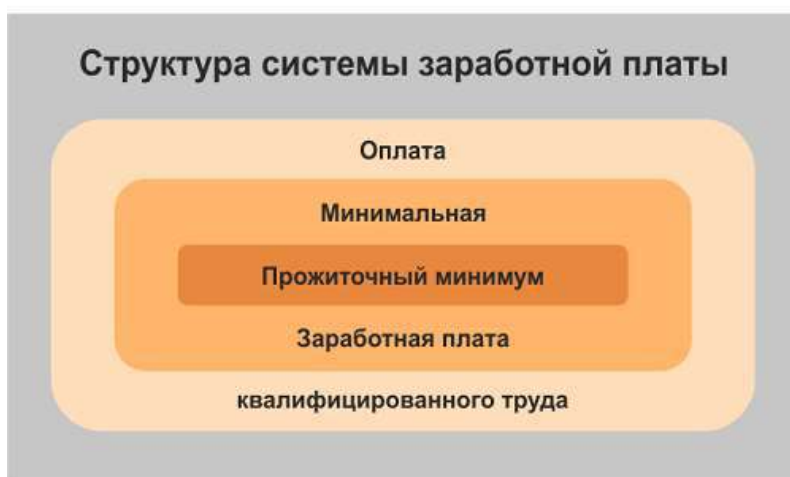 Структура системы заработной платы
Оплата
Минимальная
Прожиточный минимум
Заработная плата
квалифицированного труда